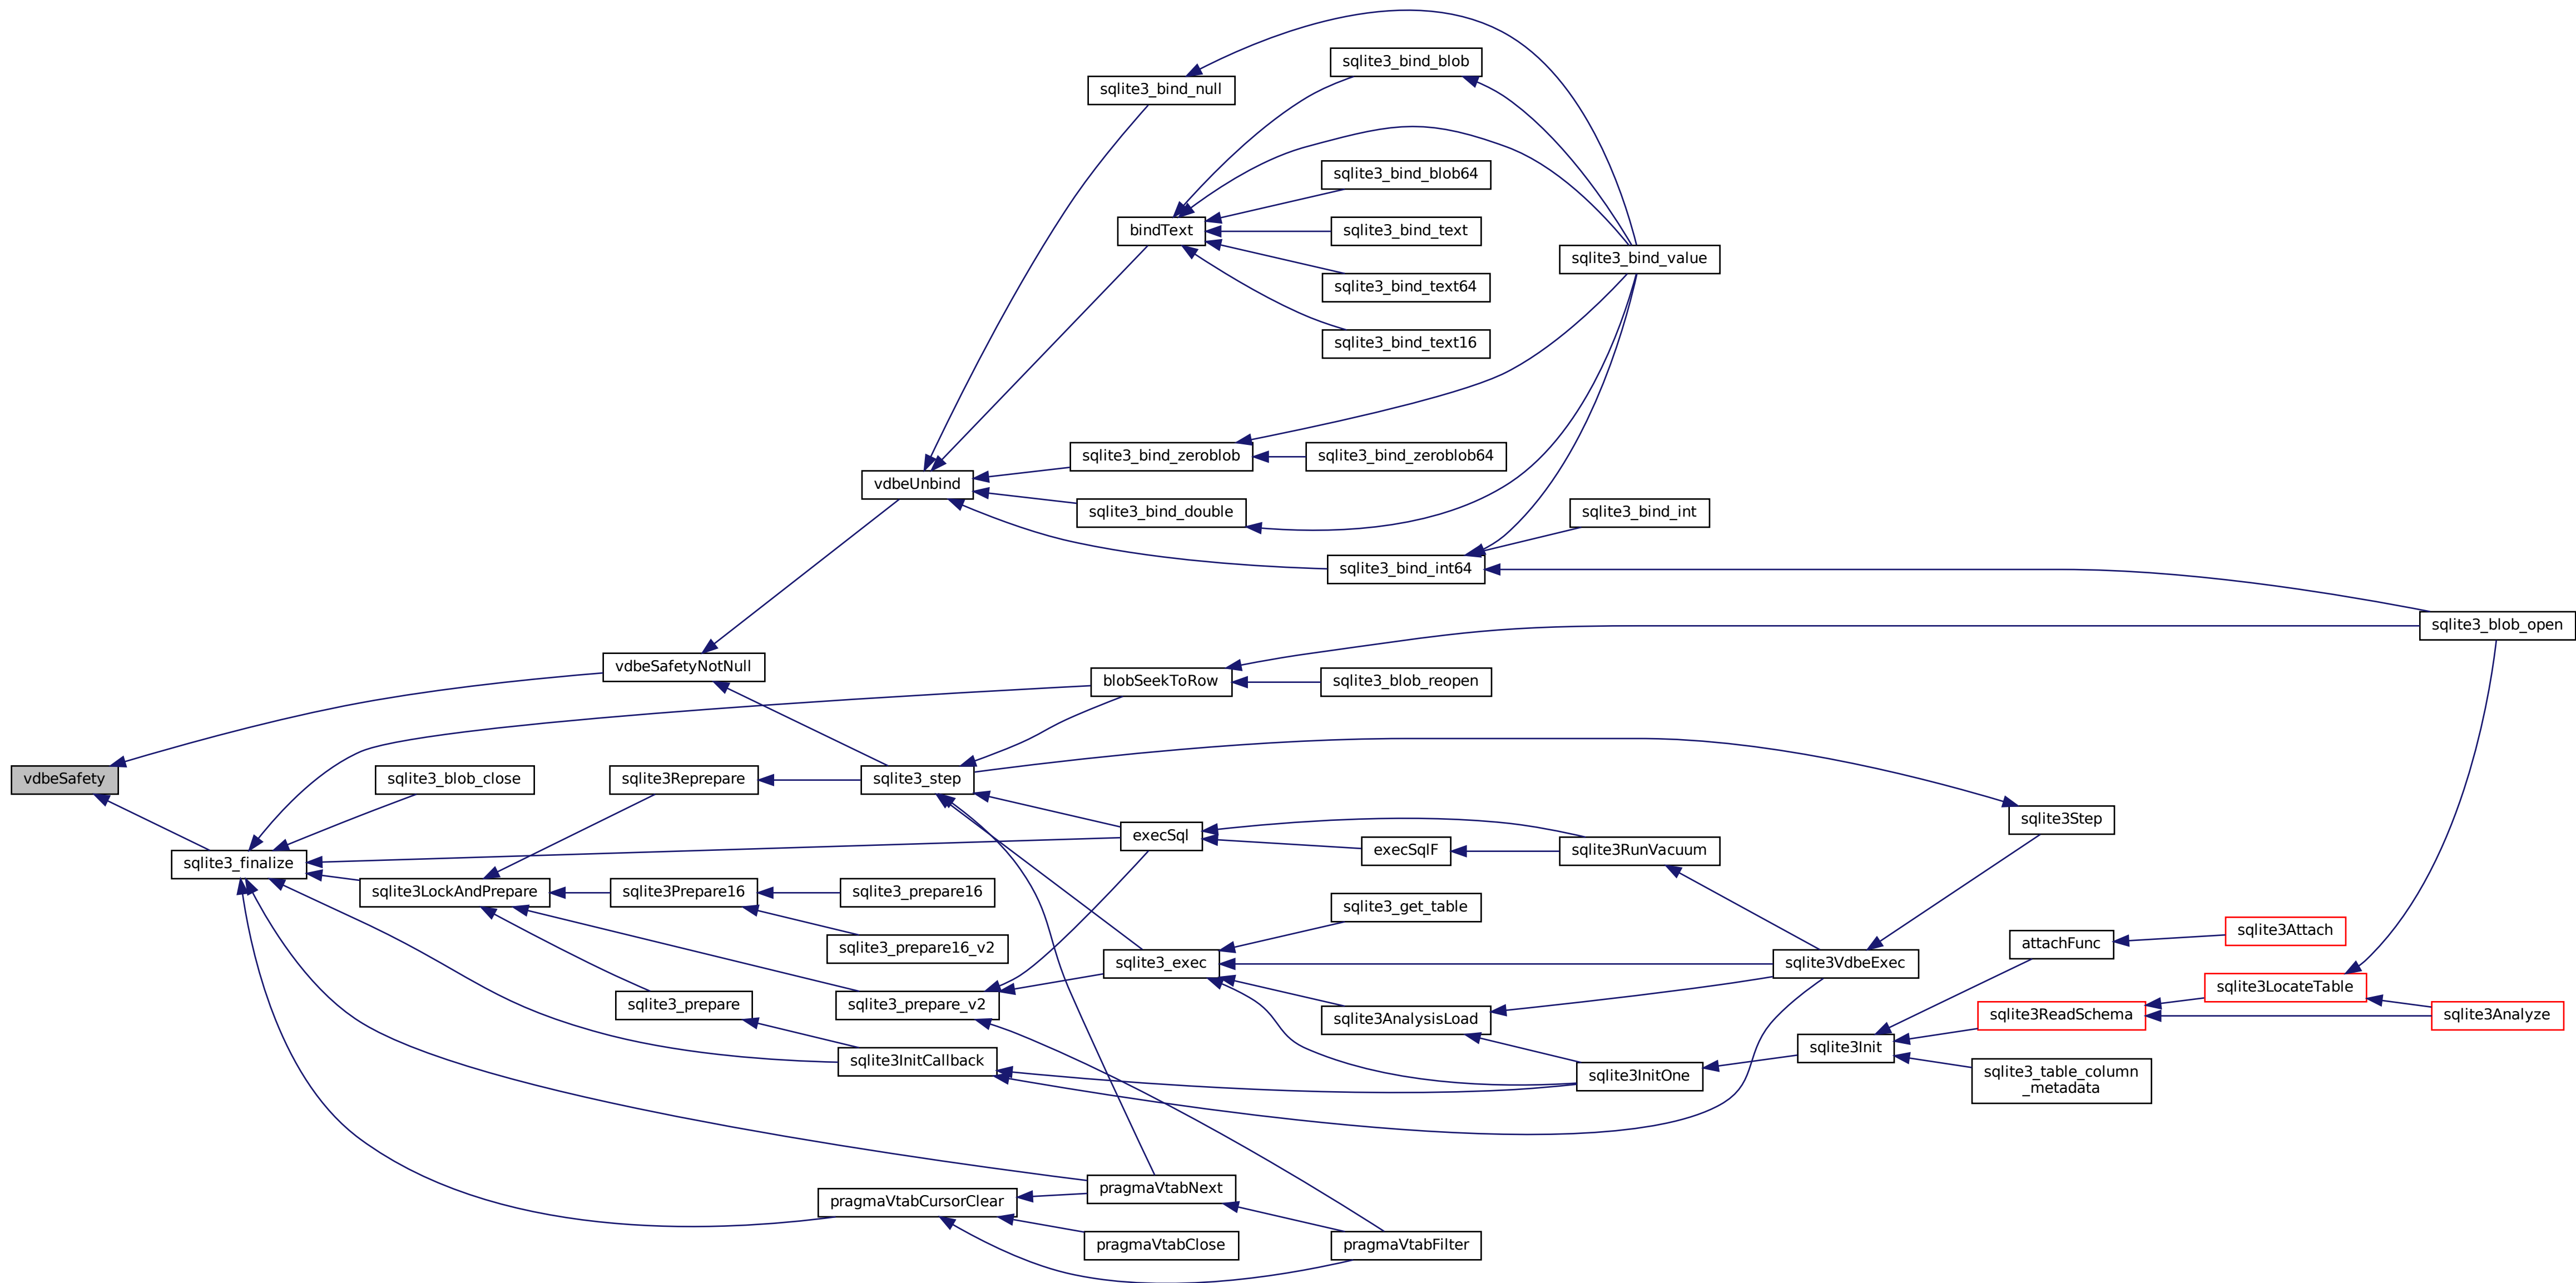 sqlite3_bind_blob
sqlite3_bind_null
sqlite3_bind_blob64
bindText
sqlite3_bind_text
sqlite3_bind_value
sqlite3_bind_text64
sqlite3_bind_text16
sqlite3_bind_zeroblob
sqlite3_bind_zeroblob64
vdbeUnbind
sqlite3_bind_double
sqlite3_bind_int
sqlite3_bind_int64
sqlite3_blob_open
vdbeSafetyNotNull
blobSeekToRow
sqlite3_blob_reopen
vdbeSafety
sqlite3_blob_close
sqlite3Reprepare
sqlite3_step
sqlite3Step
execSql
sqlite3_finalize
execSqlF
sqlite3RunVacuum
sqlite3LockAndPrepare
sqlite3Prepare16
sqlite3_prepare16
sqlite3_get_table
sqlite3Attach
sqlite3_prepare16_v2
attachFunc
sqlite3_exec
sqlite3VdbeExec
sqlite3LocateTable
sqlite3_prepare
sqlite3_prepare_v2
sqlite3AnalysisLoad
sqlite3ReadSchema
sqlite3Analyze
sqlite3InitCallback
sqlite3Init
sqlite3InitOne
sqlite3_table_column
_metadata
pragmaVtabNext
pragmaVtabCursorClear
pragmaVtabClose
pragmaVtabFilter